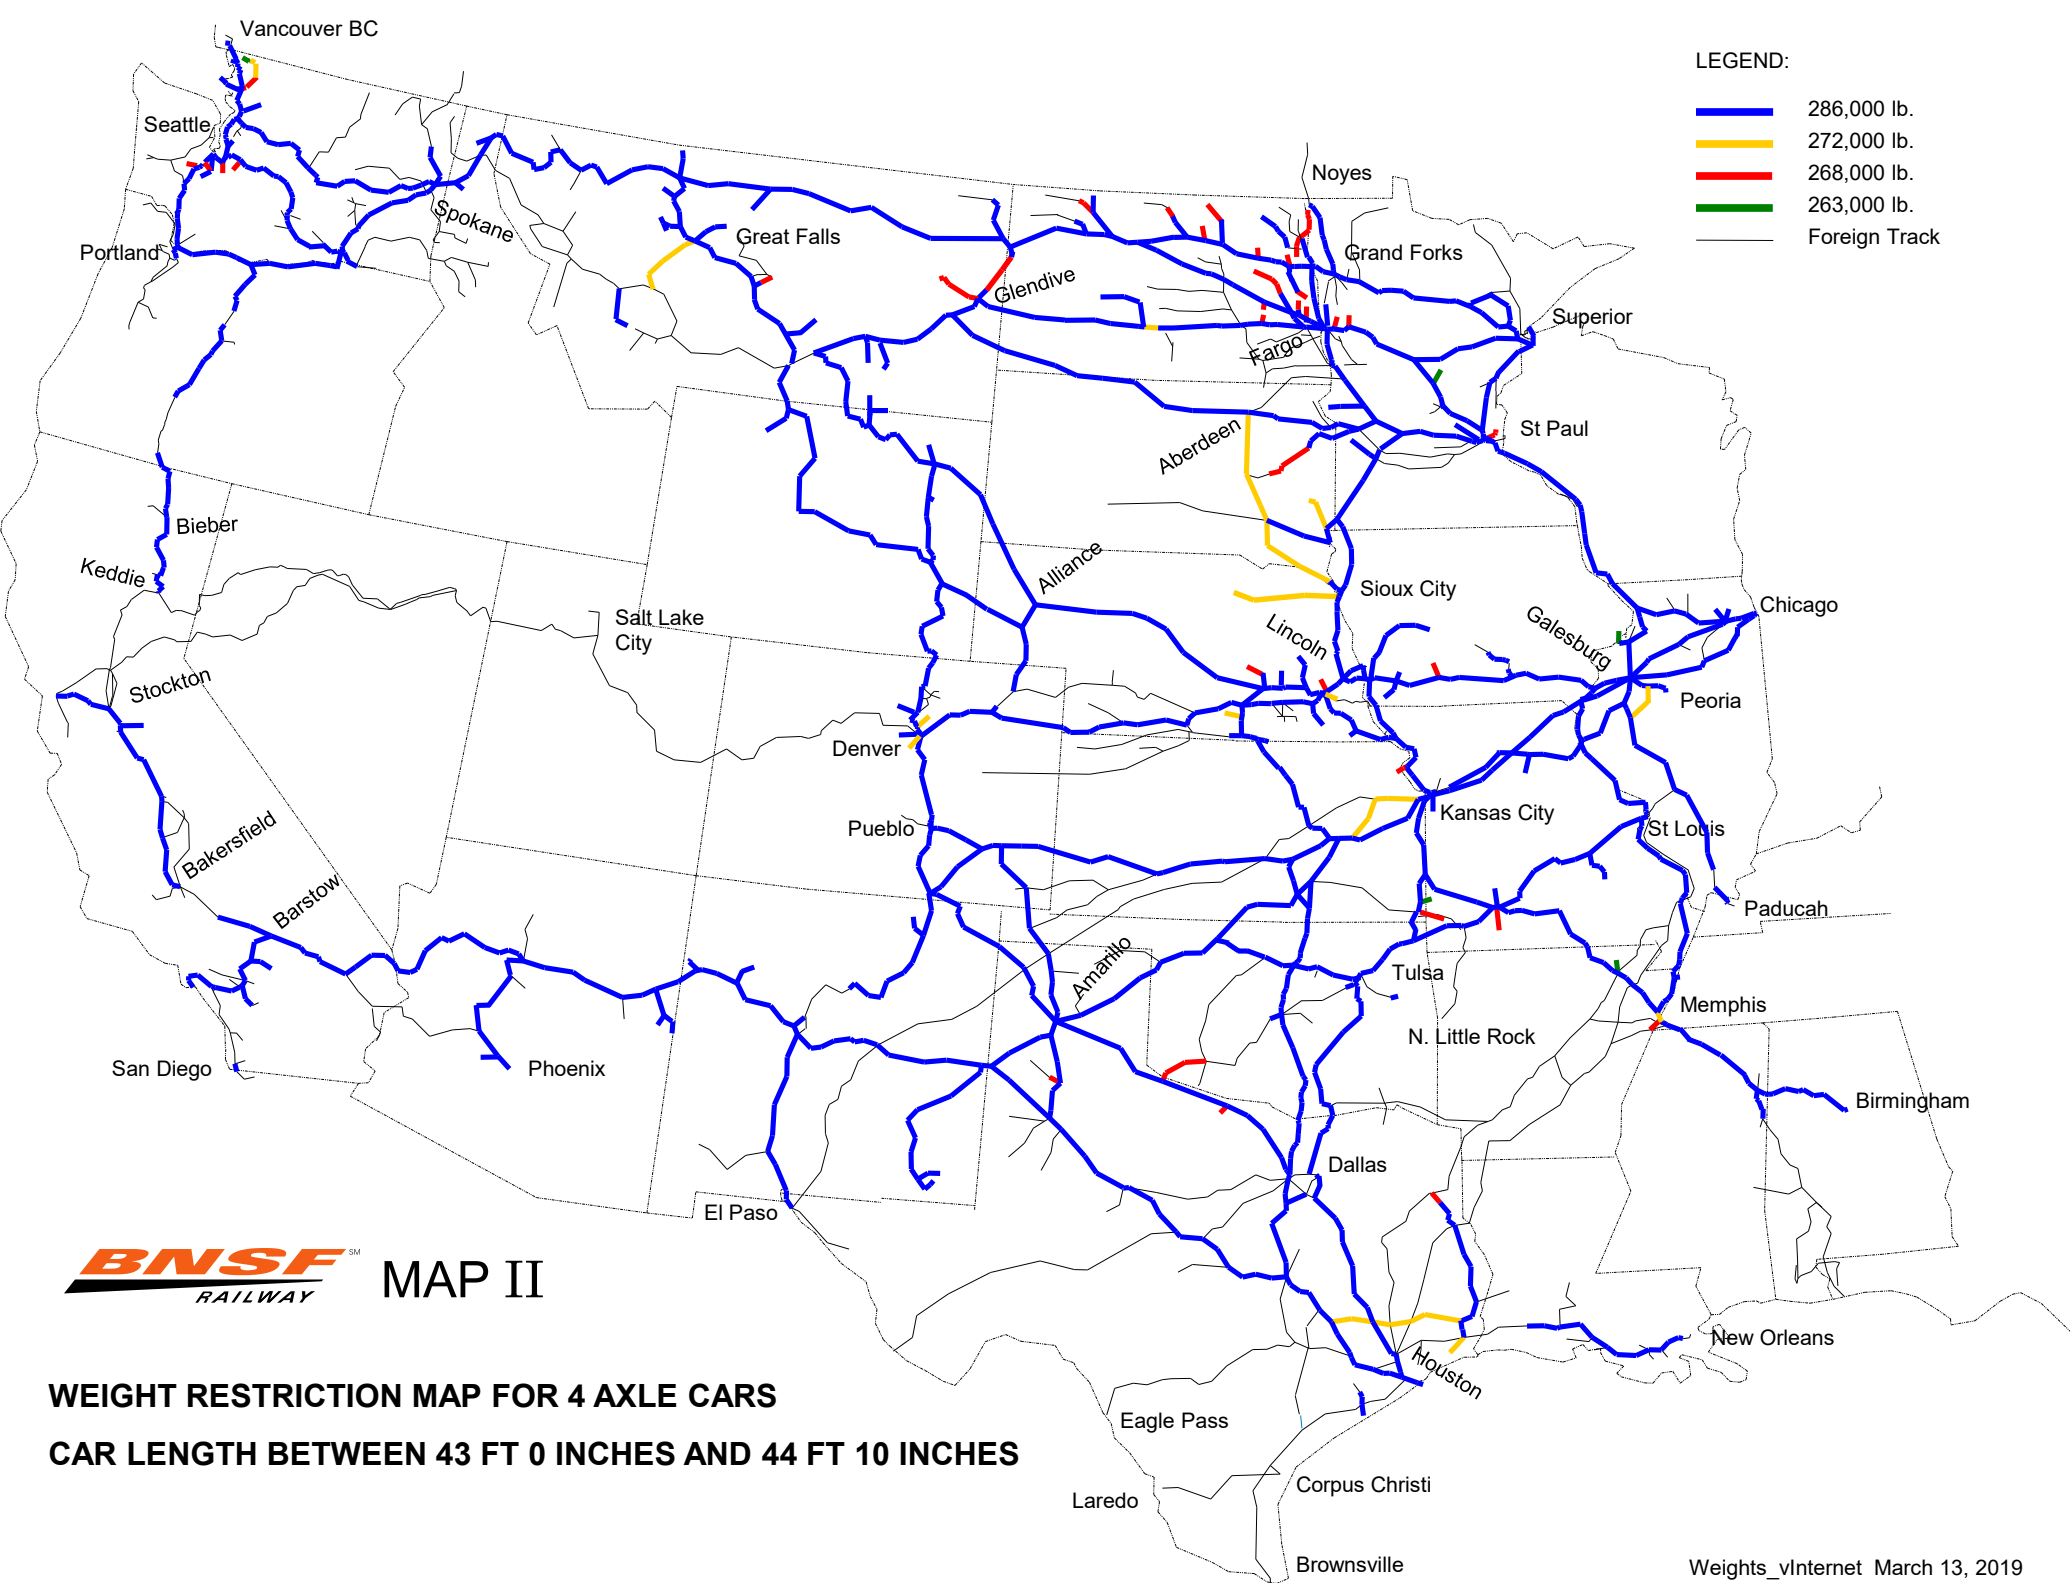 Vancouver BC
LEGEND:
286,000 lb.
272,000 lb.
268,000 lb.
263,000 lb.
Foreign Track
Seattle
Noyes
Spokane
Great Falls
Portland
Grand Forks
Glendive
Superior
Fargo
Aberdeen
St Paul
Bieber
Keddie
Alliance
Sioux City
Chicago
Salt Lake
City
Lincoln
Galesburg
Stockton
Peoria
Denver
Pueblo
Kansas City
St Louis
Bakersfield
Barstow
Paducah
Amarillo
Tulsa
Memphis
N. Little Rock
San Diego
Phoenix
Birmingham
Dallas
El Paso
BNSF SM
RAILWAY
MAP II
New Orleans
Houston
WEIGHT RESTRICTION MAP FOR 4 AXLE CARS
Eagle Pass
CAR LENGTH BETWEEN 43 FT 0 INCHES AND 44 FT 10 INCHES
Corpus Christi
Laredo
Brownsville
Weights_vInternet March 13, 2019